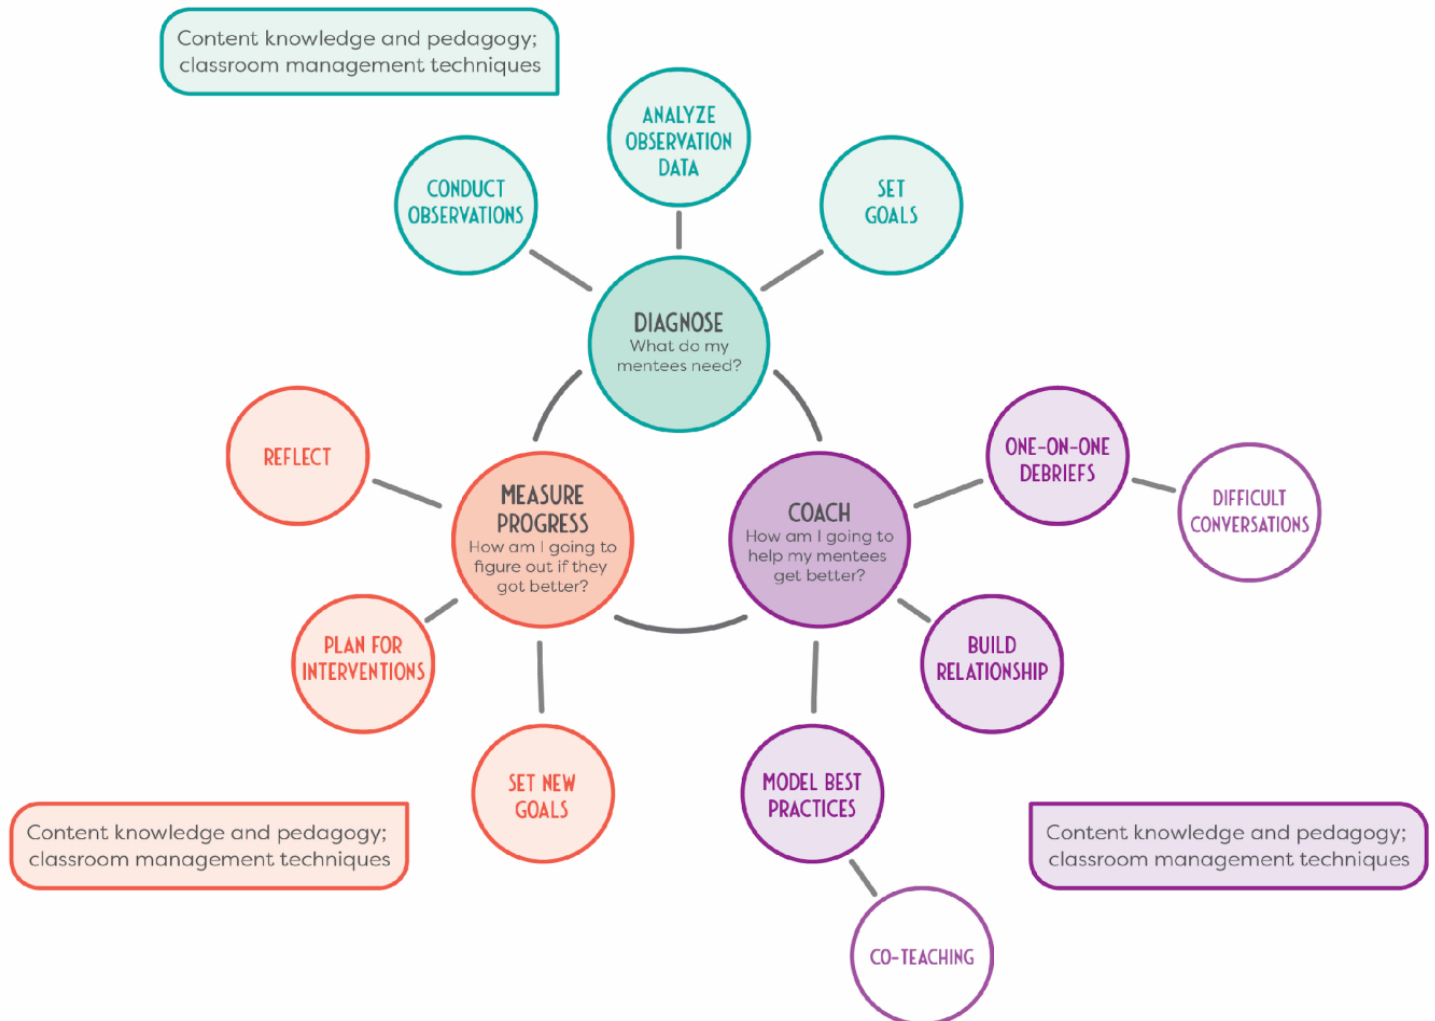 Content knowledge and pedagogy;
classroom management techniques
ANALYZE
OBSERVATION
DATA
CONDUCT
OBSERVATIONS
SET
GOALS
DIAGNOSE
What do my
mentees need?
REFLECT
MEASURE
PROGRESS
How am I going to
figure out if they
got better?
COACH
How am I going to
help my mentees
get better?
ONE-ON-ONE
DEBRIEFS
DIFFICULT
CONVERSATIONS
PLAN FOR
INTERVENTIONS
BUILD
RELATIONSHIP
SET NEW
GOALS
MODEL BEST
PRACTICES
Content knowledge and pedagogy;
classroom management techniques
Content knowledge and pedagogy;
classroom management techniques
CO-TEACHING